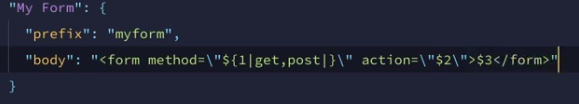 "My Form": {
"prefix": "myform",
"body": "<form method=\"${1|get,post|}\" action=\"$2\">$3</form>"
}